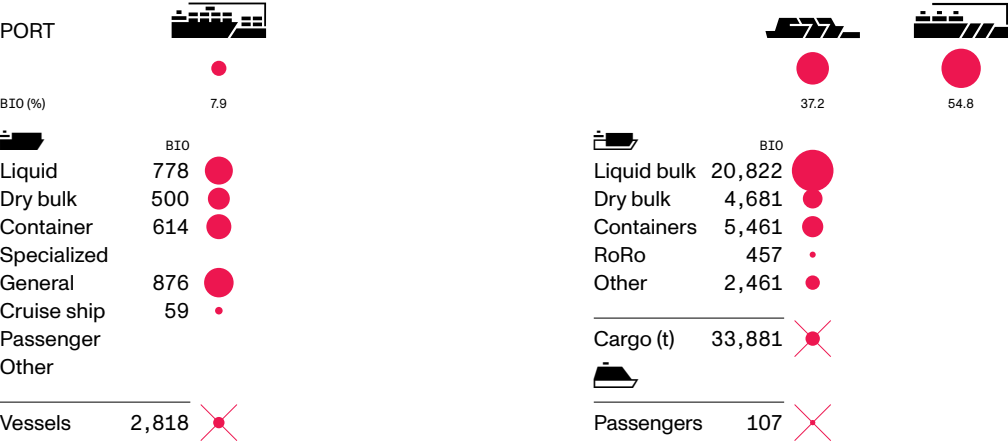 PORT
BIO (%) 7.9 37.2 54.8
BIO
Liquid 778
Dry bulk 500
Container 614
Specialized
General 876
Cruise ship 59
Passenger
Other
Vessels 2,818
BIO
Liquid bulk 20,822
Dry bulk 4,681
Containers 5,461
RoRo 457
Other 2,461
Cargo (t) 33,881
Passengers 107